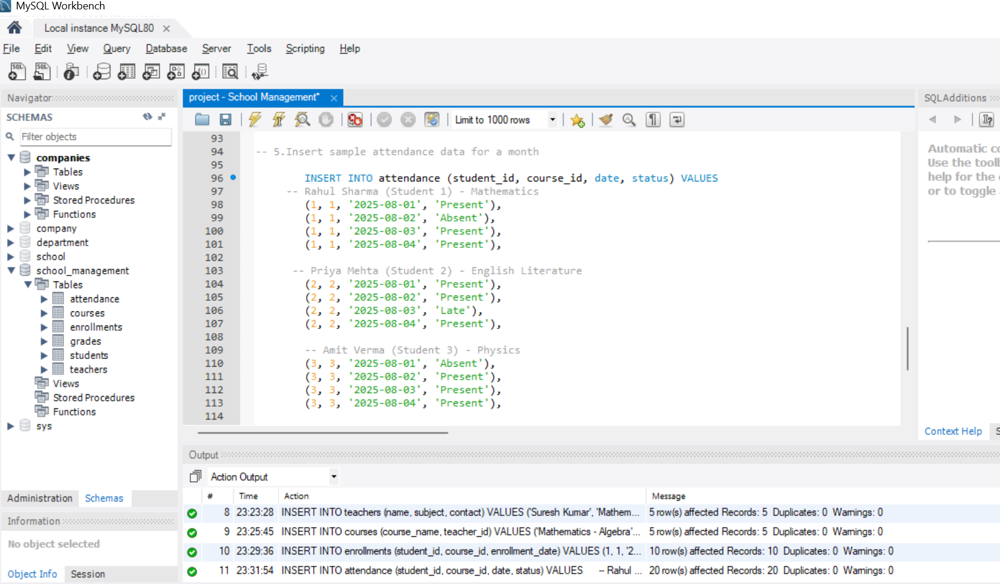 MySQL Workbench
Local instance MySQL80
File Edit View Query Database Server Tools Scripting Help
Navigator
SCHEMAS
Filter objects
companies
Tables
Views
Stored Procedures
Functions
company
department
school
school_management
Tables
attendance
courses
enrollments
grades
students
teachers
Views
Stored Procedures
Functions
sys
Administration Schemas
Information
No object selected
Object Info Session
project - School Management*
Limit to 1000 rows
93
94 -- 5.Insert sample attendance data for a month
95
96 INSERT INTO attendance (student_id, course_id, date, status) VALUES
97 -- Rahul Sharma (Student 1) - Mathematics
98 (1, 1, '2025-08-01', 'Present'),
99 (1, 1, '2025-08-02', 'Absent'),
100 (1, 1, '2025-08-03', 'Present'),
101 (1, 1, '2025-08-04', 'Present'),
102
103 -- Priya Mehta (Student 2) - English Literature
104 (2, 2, '2025-08-01', 'Present'),
105 (2, 2, '2025-08-02', 'Present'),
106 (2, 2, '2025-08-03', 'Late'),
107 (2, 2, '2025-08-04', 'Present'),
108
109 -- Amit Verma (Student 3) - Physics
110 (3, 3, '2025-08-01', 'Absent'),
111 (3, 3, '2025-08-02', 'Present'),
112 (3, 3, '2025-08-03', 'Present'),
113 (3, 3, '2025-08-04', 'Present'),
114
SQLAdditions
Automatic co
Use the toolb
help for the
or to toggle
Context Help S
Output
Action Output
# Time Action Message
8 23:23:28 INSERT INTO teachers (name, subject, contact) VALUES ('Suresh Kumar', 'Mathem... 5 row(s) affected Records: 5 Duplicates: 0 Warnings: 0
9 23:25:45 INSERT INTO courses (course_name, teacher_id) VALUES ('Mathematics - Algebra'... 5 row(s) affected Records: 5 Duplicates: 0 Warnings: 0
10 23:29:36 INSERT INTO enrollments (student_id, course_id, enrollment_date) VALUES (1, 1, '2... 10 row(s) affected Records: 10 Duplicates: 0 Warnings: 0
11 23:31:54 INSERT INTO attendance (student_id, course_id, date, status) VALUES -- Rahul ... 20 row(s) affected Records: 20 Duplicates: 0 Warnings: 0